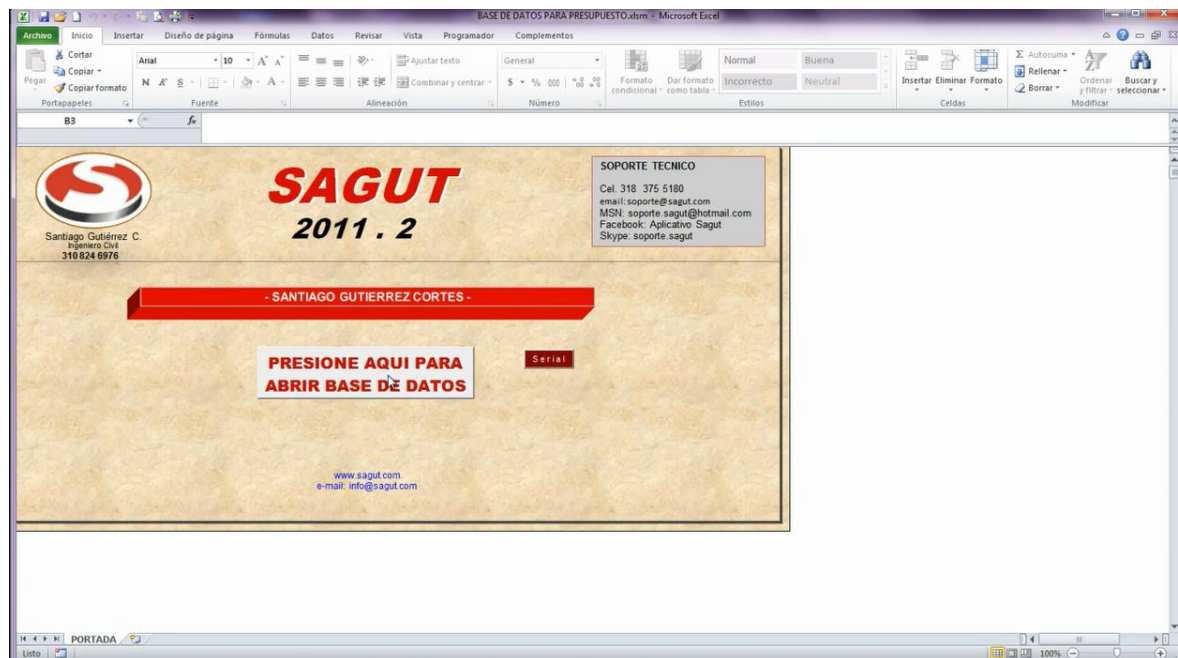 BASE DE DATOS PARA PRESUPUESTO.xlsm - Microsoft Excel
Archivo Inicio Insertar Diseño de página Fórmulas Datos Revisar Vista Programador Complementos
Pegar
Cortar
Copiar
Copiar formato
Portapapeles
Arial 10
N K S
Fuente
Ajustar texto
Combinar y centrar
Alineación
General
$ % 000
Número
Formato condicional
Dar formato como tabla
Normal Buena
Incorrecto Neutral
Estilos
Insertar Eliminar Formato
Celdas
Σ Autosuma
Rellenar
Borrar
Ordenar y filtrar
Buscar y seleccionar
Modificar
B3 fx
Santiago Gutiérrez C.
Ingeniero Civil
310 824 6976
SAGUT
2011 . 2
SOPORTE TECNICO
Cel. 318 375 5180
email:soporte@sagut.com
MSN: soporte.sagut@hotmail.com
Facebook: Aplicativo Sagut
Skype: soporte.sagut
- SANTIAGO GUTIERREZ CORTES -
PRESIONE AQUI PARA
ABRIR BASE DE DATOS
Serial
www.sagut.com
e-mail: info@sagut.com
PORTADA
Listo
100%